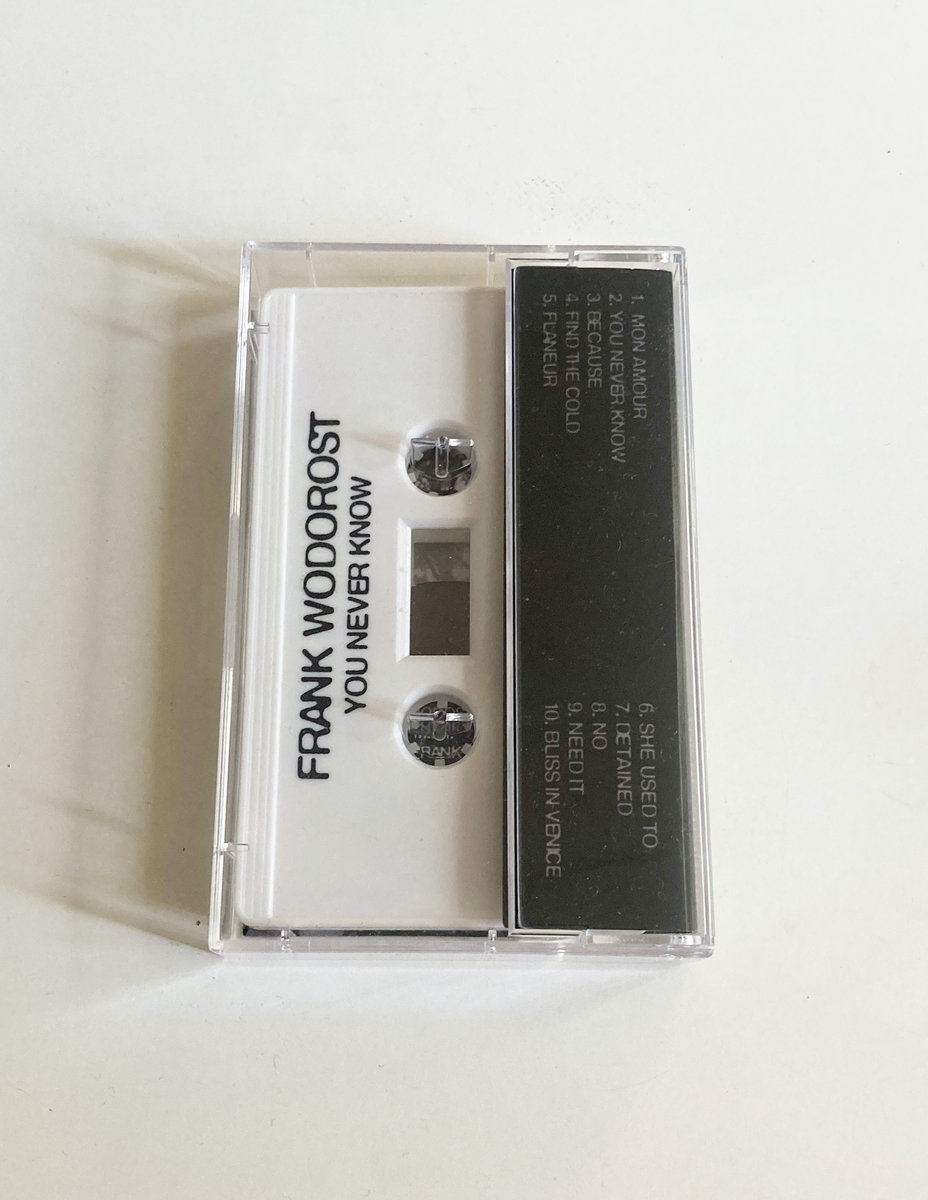 FRANK WODOROST
YOU NEVER KNOW
FRANK
1. MON AMOUR
2. YOU NEVER KNOW
3. BECAUSE
4. FIND THE COLD
5. FLANEUR
6. SHE USED TO
7. DETAINED
8. NO
9. NEED IT
10. BLISS IN VENICE